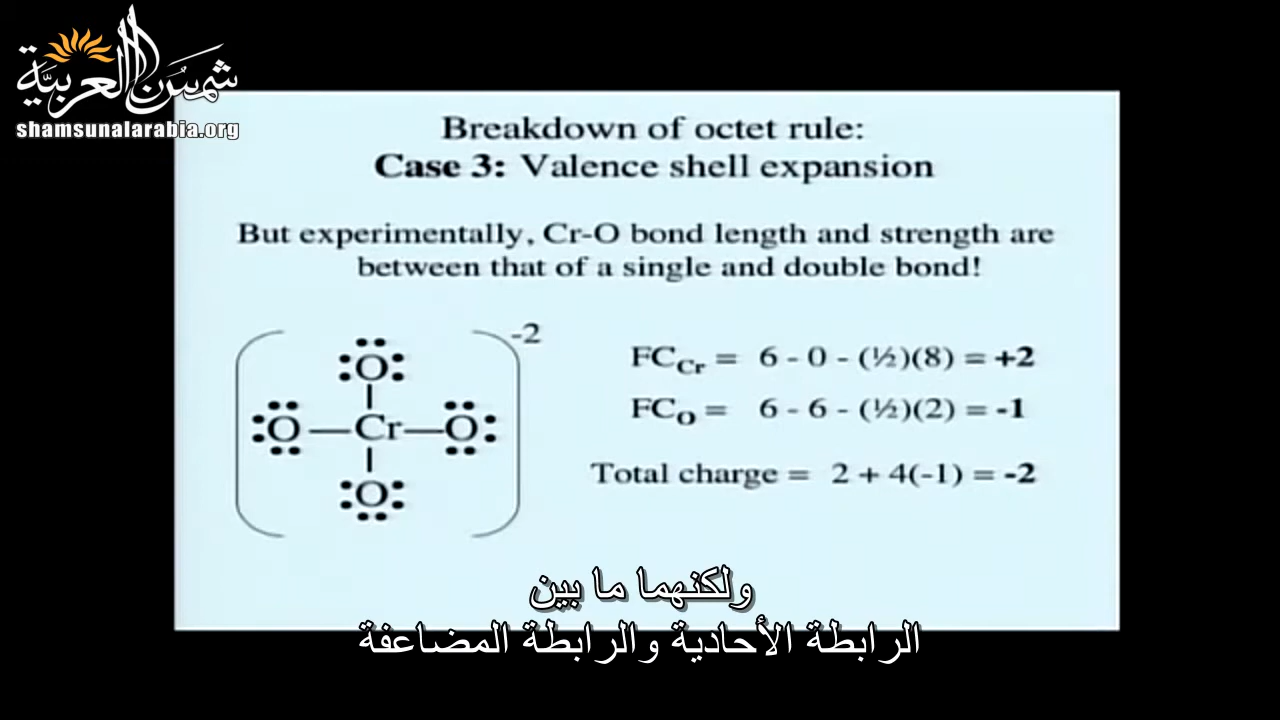 شمس العربية
shamsunalarabia.org
Breakdown of octet rule:
Case 3: Valence shell expansion
But experimentally, Cr-O bond length and strength are
between that of a single and double bond!
-2
O
O—Cr—O
O
FCCr = 6 - 0 - (½)(8) = +2
FCO = 6 - 6 - (½)(2) = -1
Total charge = 2 + 4(-1) = -2
ولكنهما ما بين
الرابطة الأحادية والرابطة المضاعفة